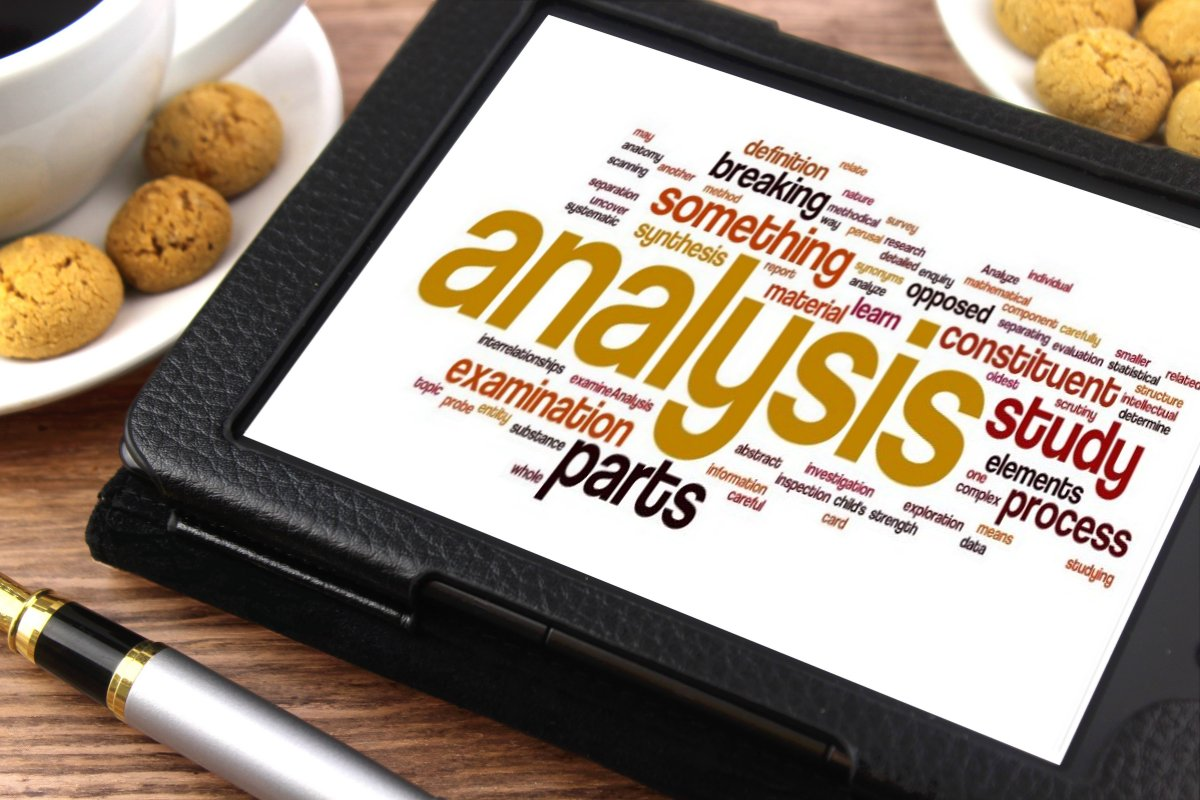 may
definition
relate
anatomy
another
breaking
nature
scanning
method
methodical
survey
separation
something
way
perusal
research
uncover
systematic
synthesis
synonyms
detailed
enquiry
Analyze
individual
report
analyze
mathematical
analysis
material
learn
opposed
component
carefully
separating
evaluation
smaller
related
constituent
statistical
structure
interrelationships
oldest
intellectual
examination
examineAnalysis
scrutiny
determine
topic
probe
entity
study
substance
abstract
elements
whole
parts
information
investigation
one
complex
process
careful
inspection
child's
strength
exploration
means
card
data
studying